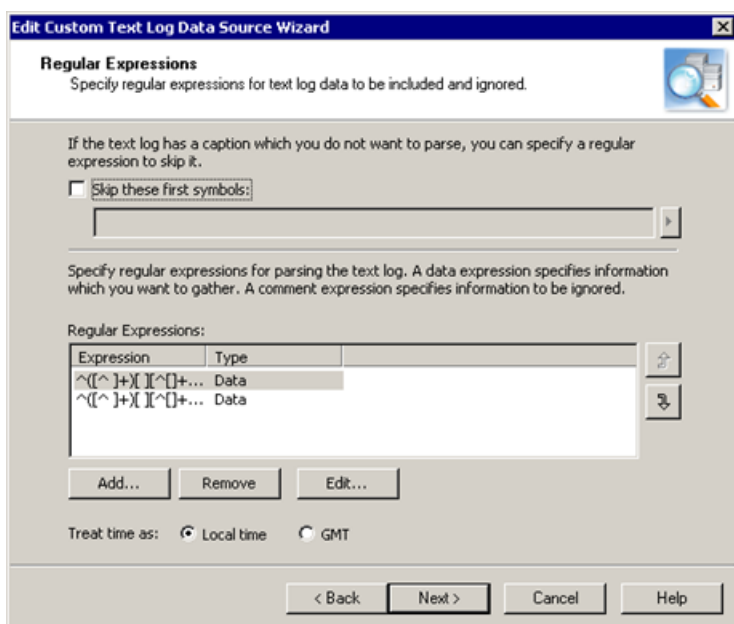 Edit Custom Text Log Data Source Wizard
Regular Expressions
Specify regular expressions for text log data to be included and ignored.
If the text log has a caption which you do not want to parse, you can specify a regular
expression to skip it.
Skip these first symbols:
Specify regular expressions for parsing the text log. A data expression specifies information
which you want to gather. A comment expression specifies information to be ignored.
Regular Expressions:
Expression Type
^([^ ]+)[ ][^[]+... Data
^([^ ]+)[ ][^[]+... Data
Add... Remove Edit...
Treat time as: Local time GMT
< Back Next > Cancel Help